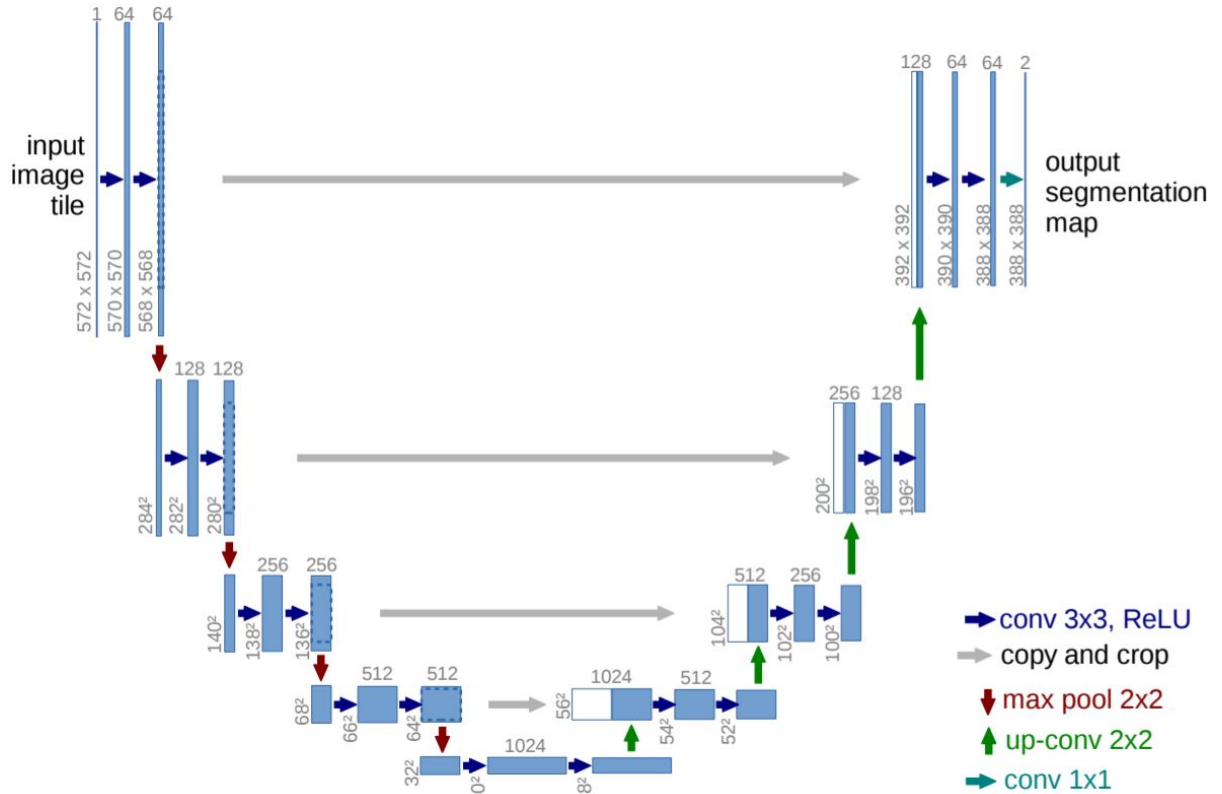 1
64
64
input
image
tile
572 x 572
570 x 570
568 x 568
128
64
64
2
output
segmentation
map
392 x 392
390 x 390
388 x 388
388 x 388
128
128
284²
282²
280²
256
128
200²
198²
196²
256
256
140²
138²
136²
512
256
104²
102²
100²
512
512
68²
66²
64²
1024
512
56²
54²
52²
1024
32²
0²
8²
conv 3x3, ReLU
copy and crop
max pool 2x2
up-conv 2x2
conv 1x1